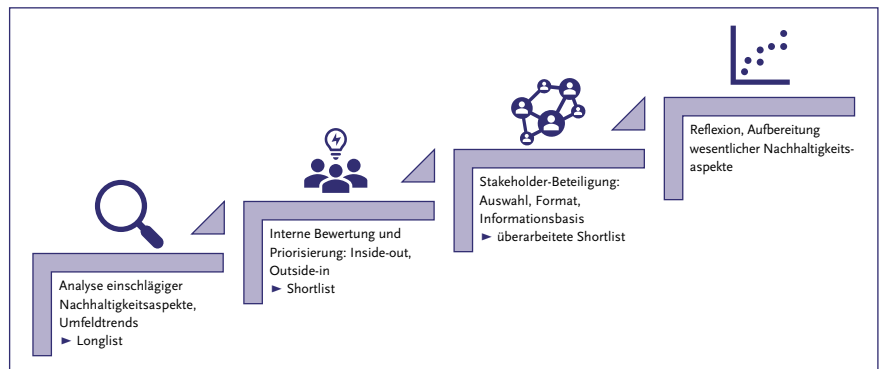 Analyse einschlägiger
Nachhaltigkeitsaspekte,
Umfeldtrends
► Longlist
Interne Bewertung und
Priorisierung: Inside-out,
Outside-in
► Shortlist
Stakeholder-Beteiligung:
Auswahl, Format,
Informationsbasis
► überarbeitete Shortlist
Reflexion, Aufbereitung
wesentlicher Nachhaltigkeits-
aspekte